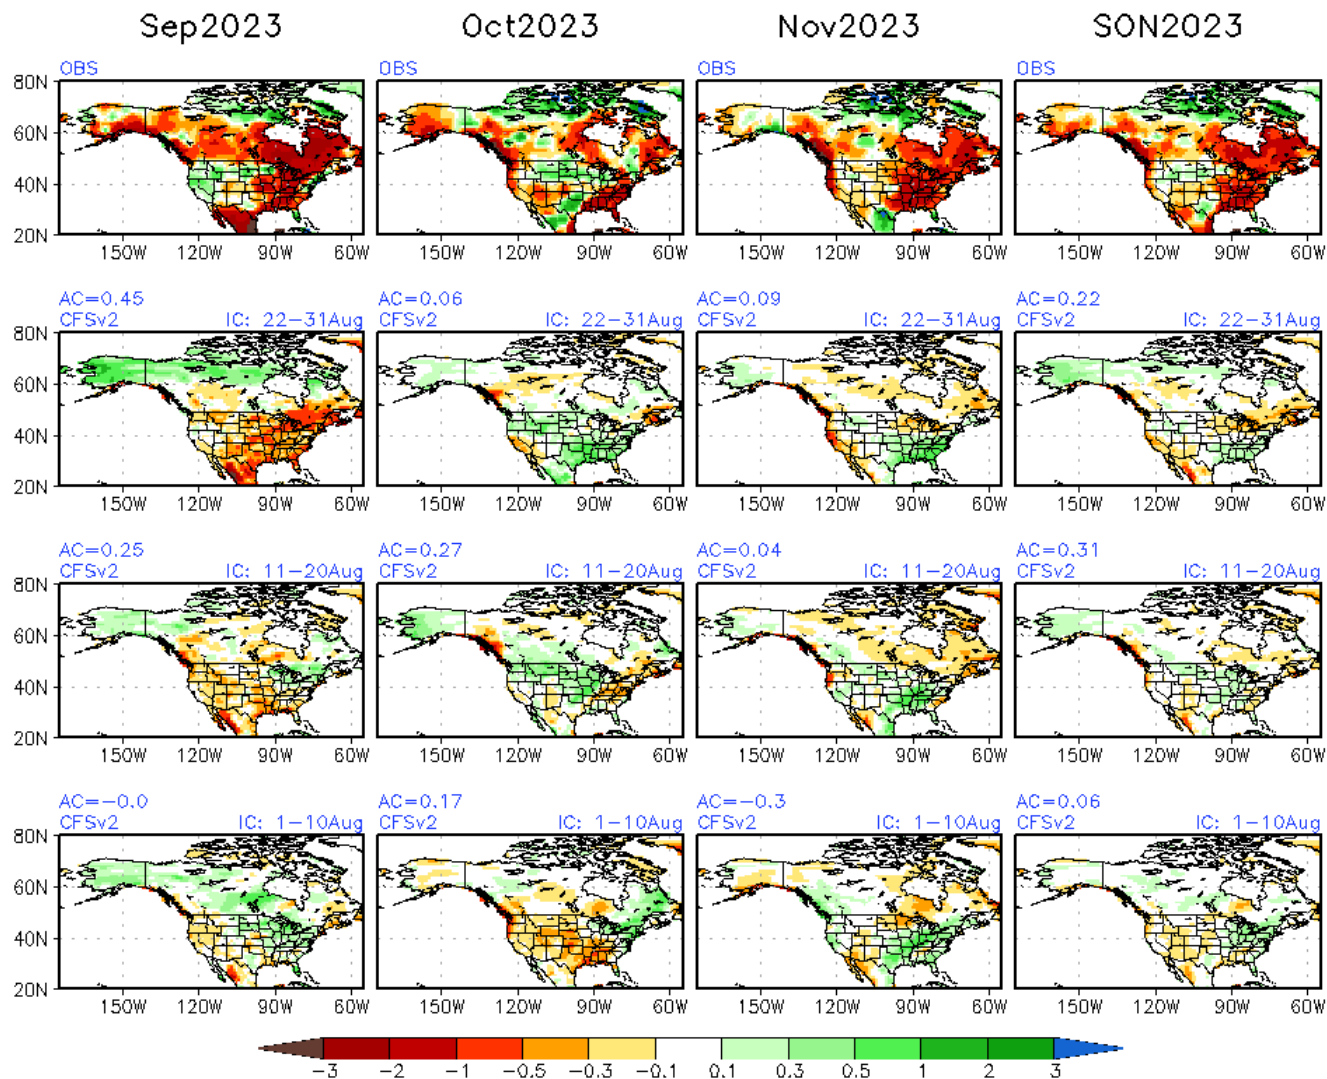 Sep2023 Oct2023 Nov2023 SON2023
OBS OBS OBS OBS
80N
60N
40N
20N
150W 120W 90W 60W 150W 120W 90W 60W 150W 120W 90W 60W 150W 120W 90W 60W
AC=0.45 AC=0.06 AC=0.09 AC=0.22
CFSv2 IC: 22-31Aug CFSv2 IC: 22-31Aug CFSv2 IC: 22-31Aug CFSv2 IC: 22-31Aug
80N
60N
40N
20N
150W 120W 90W 60W 150W 120W 90W 60W 150W 120W 90W 60W 150W 120W 90W 60W
AC=0.25 AC=0.27 AC=0.04 AC=0.31
CFSv2 IC: 11-20Aug CFSv2 IC: 11-20Aug CFSv2 IC: 11-20Aug CFSv2 IC: 11-20Aug
80N
60N
40N
20N
150W 120W 90W 60W 150W 120W 90W 60W 150W 120W 90W 60W 150W 120W 90W 60W
AC=-0.0 AC=0.17 AC=-0.3 AC=0.06
CFSv2 IC: 1-10Aug CFSv2 IC: 1-10Aug CFSv2 IC: 1-10Aug CFSv2 IC: 1-10Aug
80N
60N
40N
20N
150W 120W 90W 60W 150W 120W 90W 60W 150W 120W 90W 60W 150W 120W 90W 60W
-3 -2 -1 -0.5 -0.3 -0.1 0.1 0.3 0.5 1 2 3